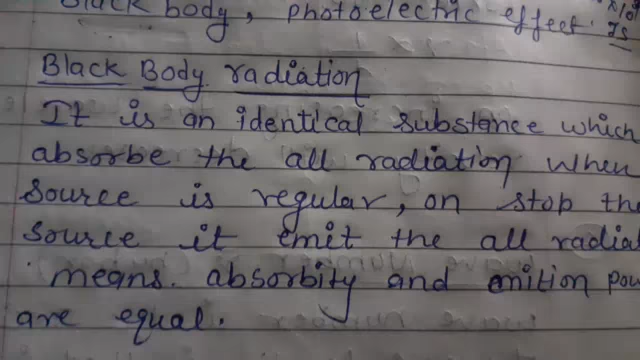 Black body, photoelectric effect. Is
Black Body radiation
It is an identical substance which
absorbe the all radiation when
source is regular, on stop the
source it emit the all radia
means. absorbity and emition pow
are equal.